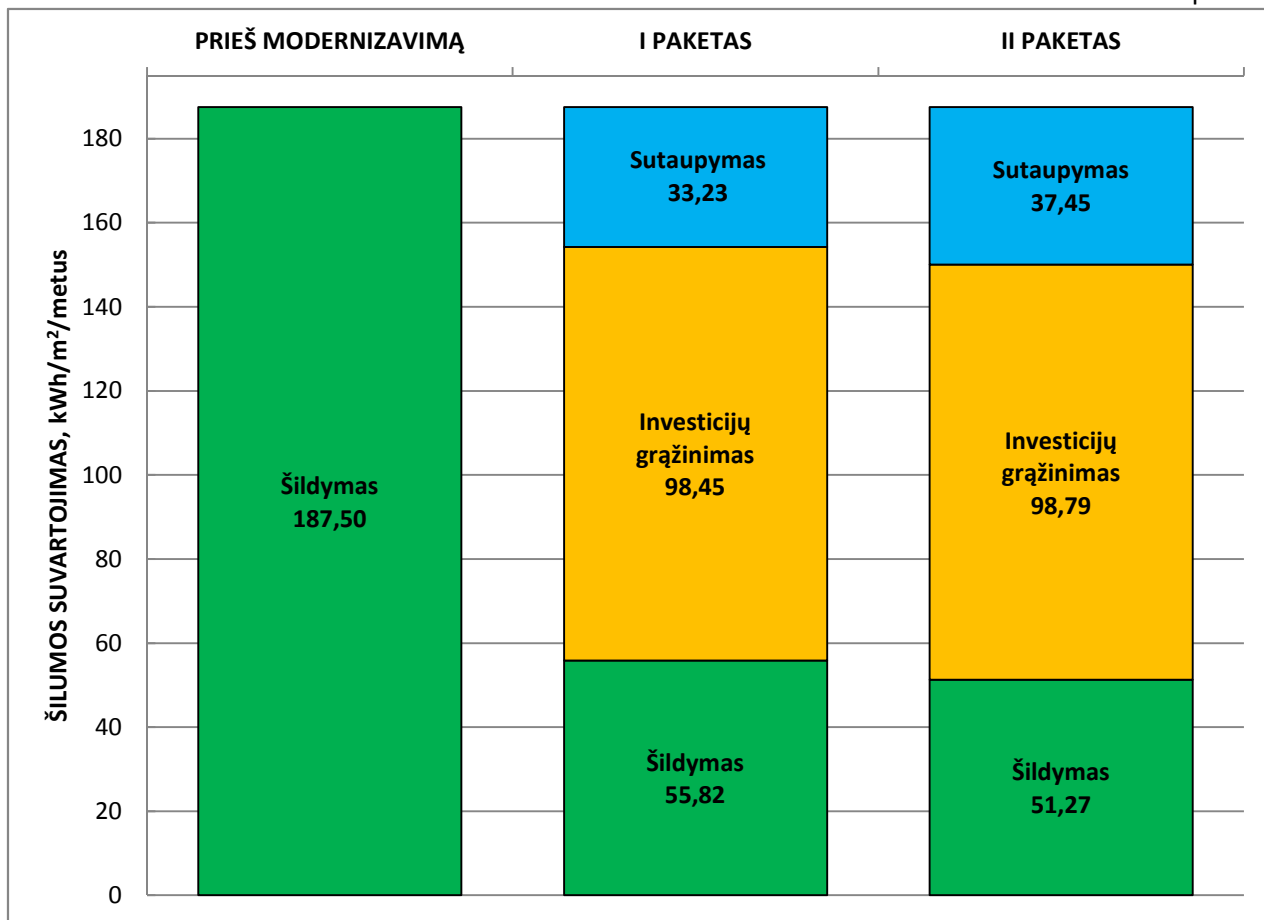 PRIEŠ MODERNIZAVIMĄ
I PAKETAS
II PAKETAS
ŠILUMOS SUVARTOJIMAS, kWh/m²/metus
180
160
140
120
100
80
60
40
20
0
Šildymas
187,50
Sutaupymas
33,23
Investicijų
grąžinimas
98,45
Šildymas
55,82
Sutaupymas
37,45
Investicijų
grąžinimas
98,79
Šildymas
51,27